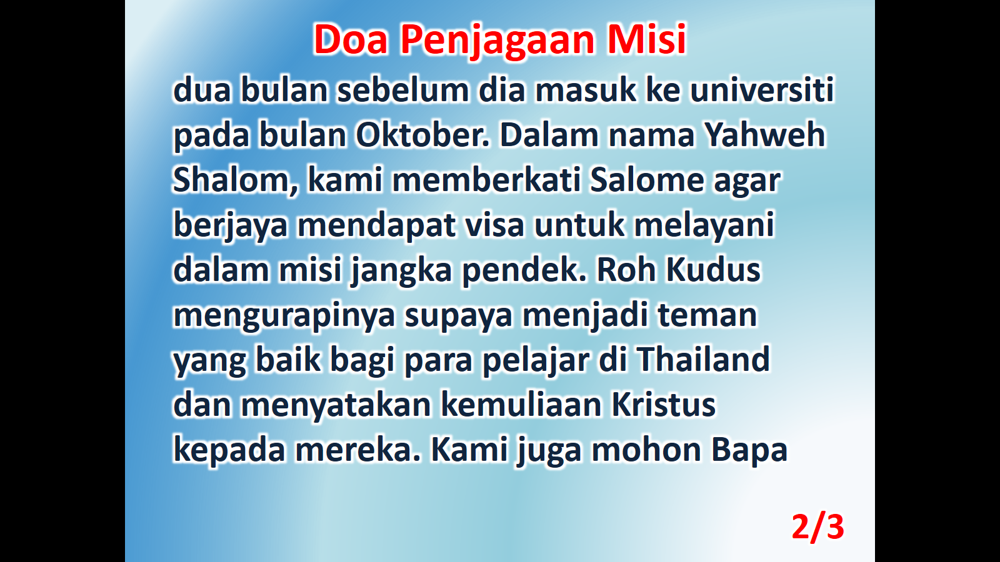 Doa Penjagaan Misi
dua bulan sebelum dia masuk ke universiti
pada bulan Oktober. Dalam nama Yahweh
Shalom, kami memberkati Salome agar
berjaya mendapat visa untuk melayani
dalam misi jangka pendek. Roh Kudus
mengurapinya supaya menjadi teman
yang baik bagi para pelajar di Thailand
dan menyatakan kemuliaan Kristus
kepada mereka. Kami juga mohon Bapa
2/3